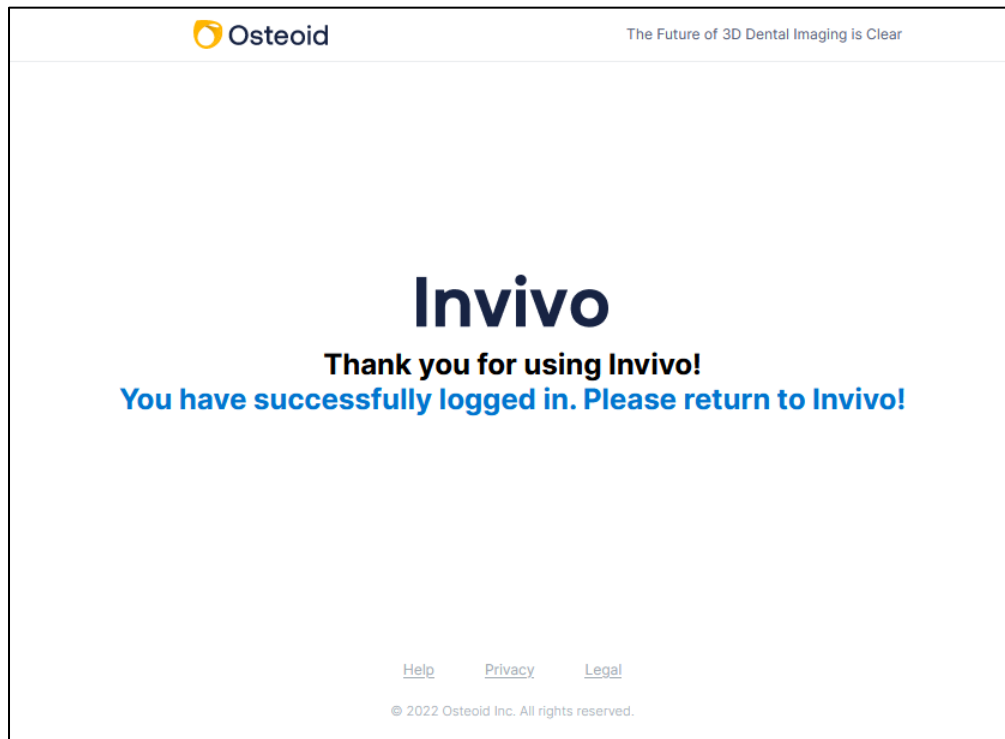 Osteoid
The Future of 3D Dental Imaging is Clear
Invivo
Thank you for using Invivo!
You have successfully logged in. Please return to Invivo!
Help Privacy Legal
© 2022 Osteoid Inc. All rights reserved.